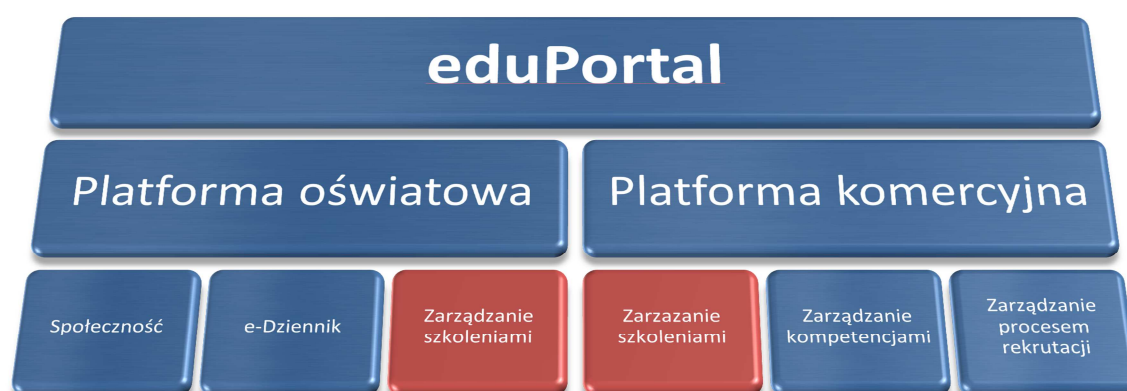 eduPortal
Platforma oświatowa
Platforma komercyjna
Społeczność
e-Dziennik
Zarządzanie
szkoleniami
Zarzazanie
szkoleniami
Zarządzanie
kompetencjami
Zarządzanie
procesem
rekrutacji